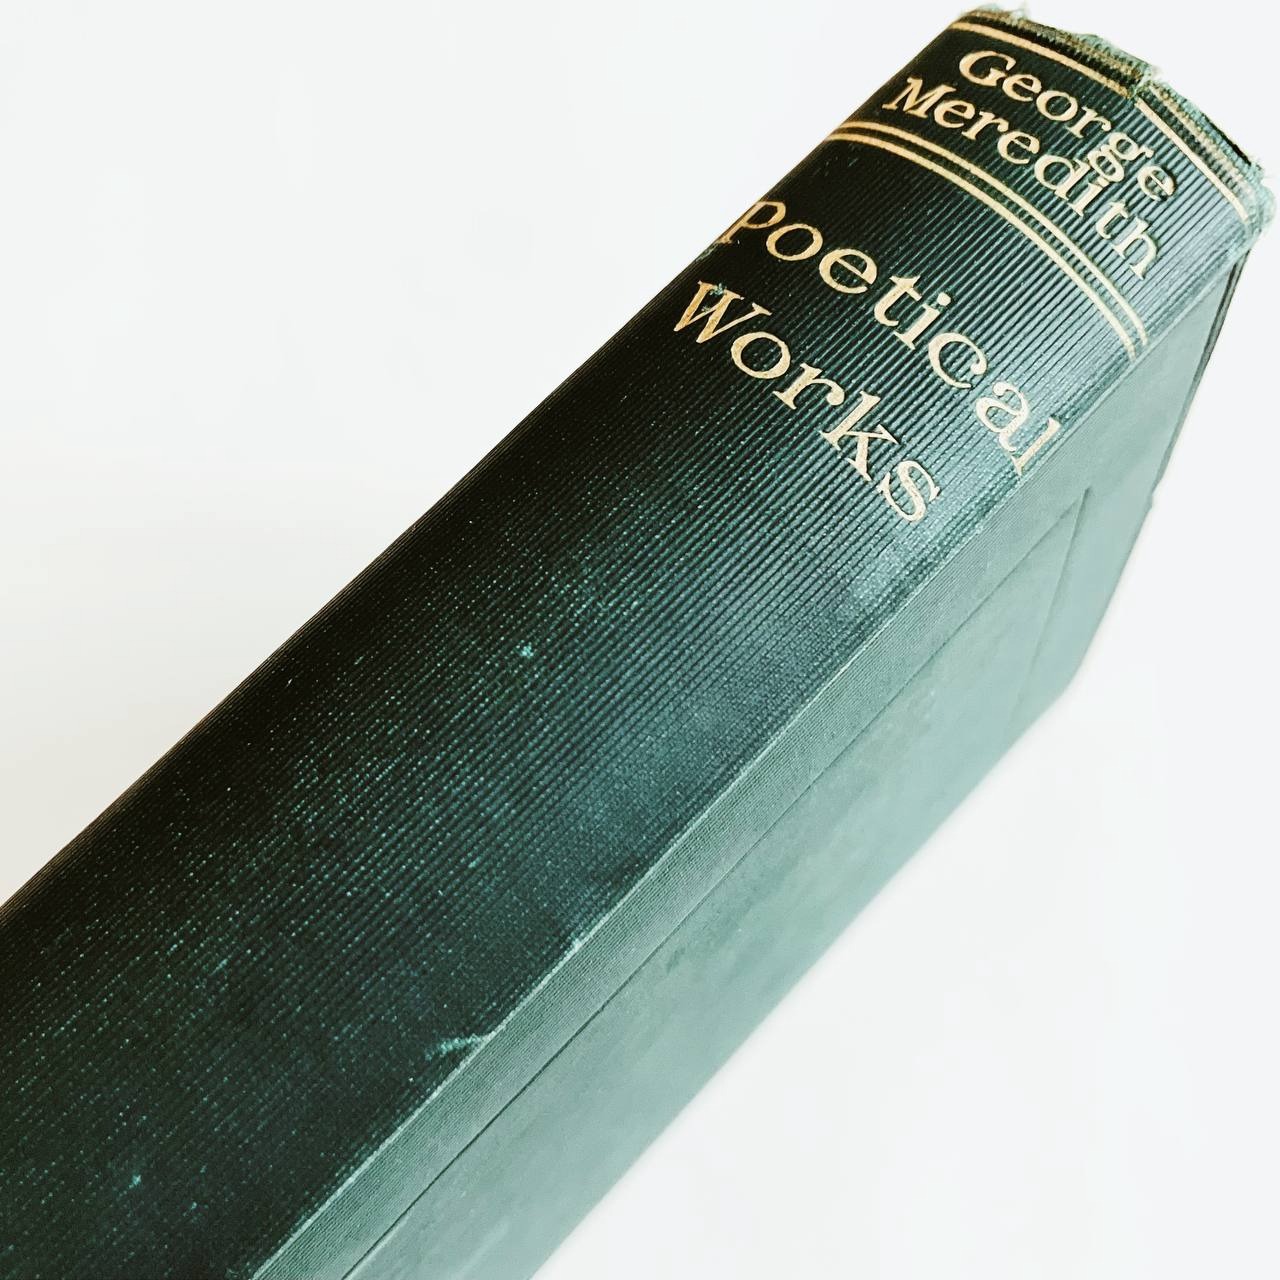 George
Meredith
Poetical
Works